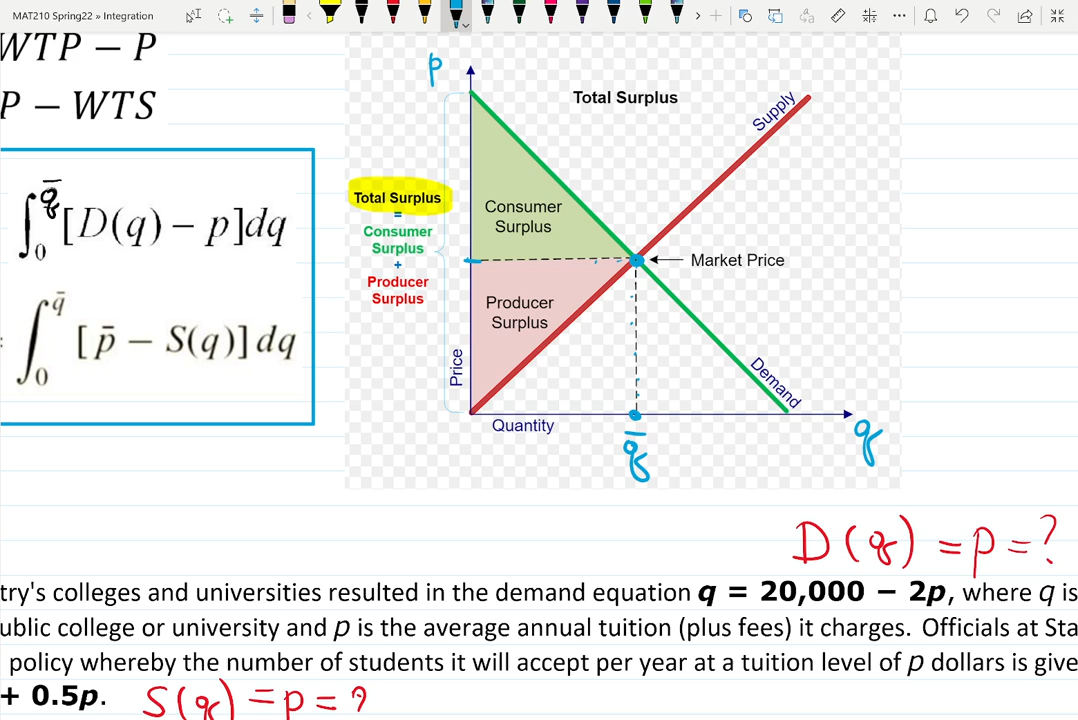 MAT210 Spring22 » Integration
WTP − P
P − WTS
∫₀^q̄ [D(q) − p]dq
∫₀^q̄ [p̄ − S(q)] dq
p
Total Surplus
Supply
Total Surplus
=
Consumer
Surplus
+
Producer
Surplus
Consumer
Surplus
Market Price
Producer
Surplus
Price
Demand
Quantity
q̄
q
D(q) = p = ?
try's colleges and universities resulted in the demand equation q = 20,000 − 2p, where q is
ublic college or university and p is the average annual tuition (plus fees) it charges. Officials at Sta
policy whereby the number of students it will accept per year at a tuition level of p dollars is give
+ 0.5p.
S(q) = p = ?